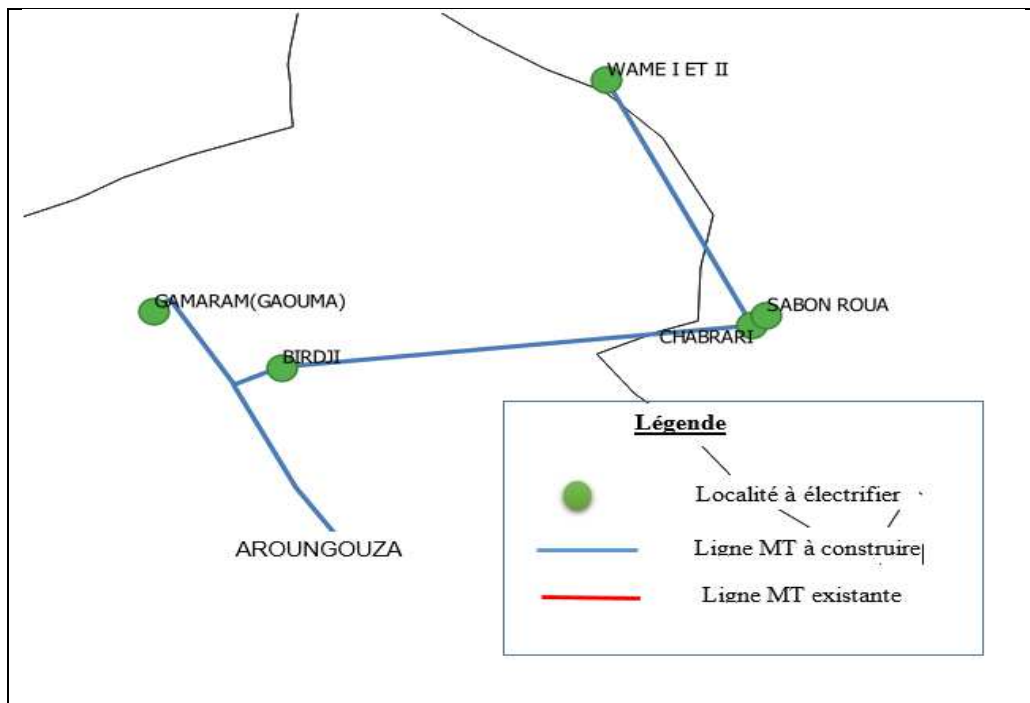 WAME I ET II
GAMARAM(GAOUMA)
SABON ROUA
CHABRARI
BIRDJI
AROUNGOUZA
Légende
Localité à électrifier
Ligne MT à construire
Ligne MT existante